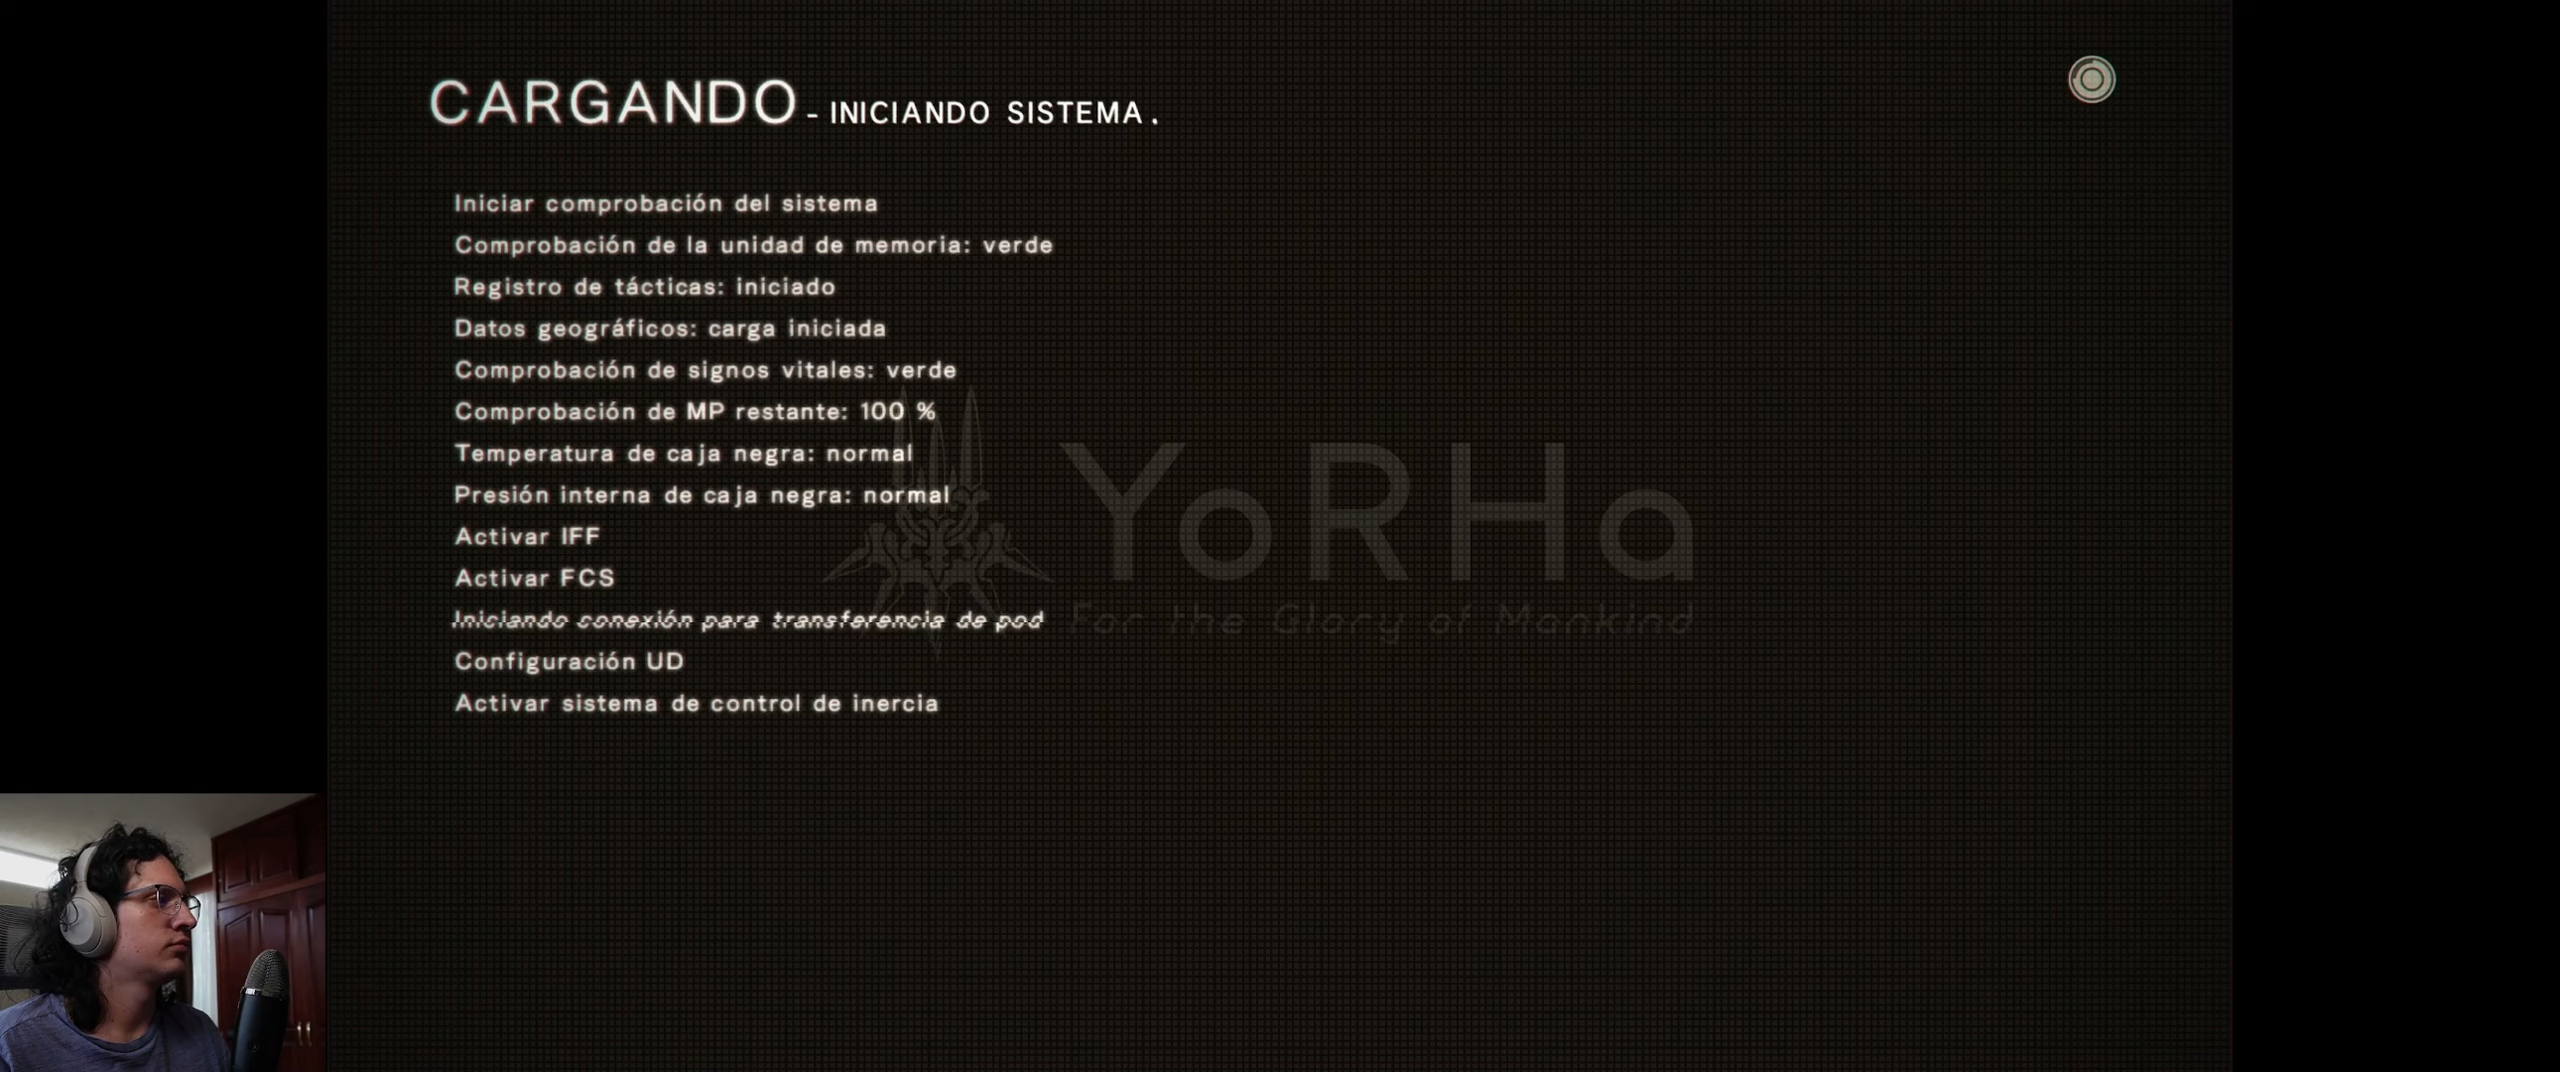 CARGANDO - INICIANDO SISTEMA.
Iniciar comprobación del sistema
Comprobación de la unidad de memoria: verde
Registro de tácticas: iniciado
Datos geográficos: carga iniciada
Comprobación de signos vitales: verde
Comprobación de MP restante: 100 %
Temperatura de caja negra: normal
Presión interna de caja negra: normal
Activar IFF
Activar FCS
Iniciando conexión para transferencia de pod
Configuración UD
Activar sistema de control de inercia
YoRHa
For the Glory of Mankind